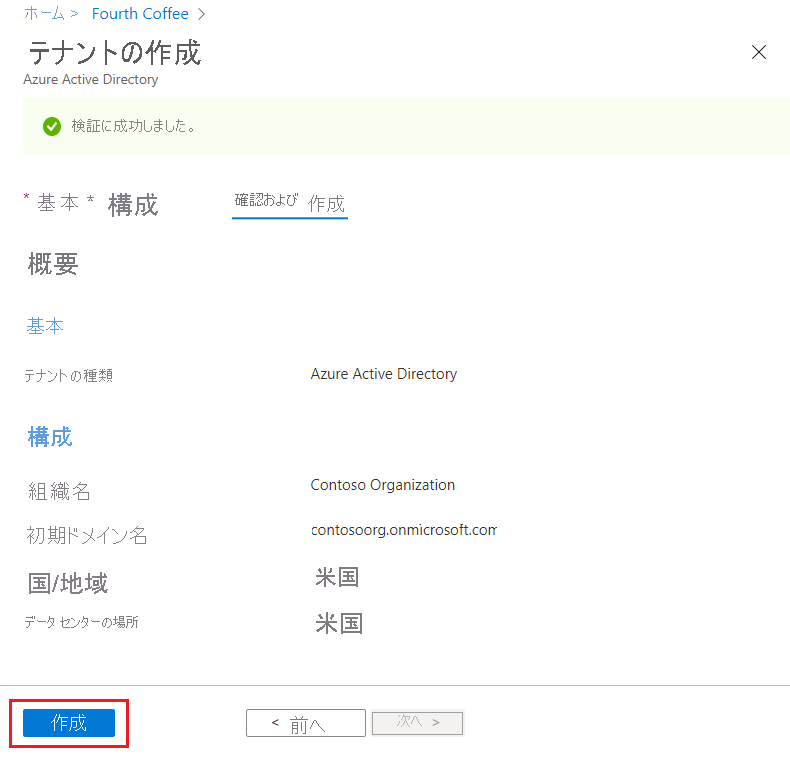 ホーム > Fourth Coffee >
テナントの作成
Azure Active Directory
検証に成功しました。
* 基本 * 構成 確認および 作成
概要
基本
テナントの種類 Azure Active Directory
構成
組織名 Contoso Organization
初期ドメイン名 contosoorg.onmicrosoft.com
国/地域 米国
データ センターの場所 米国
作成 < 前へ 次へ >